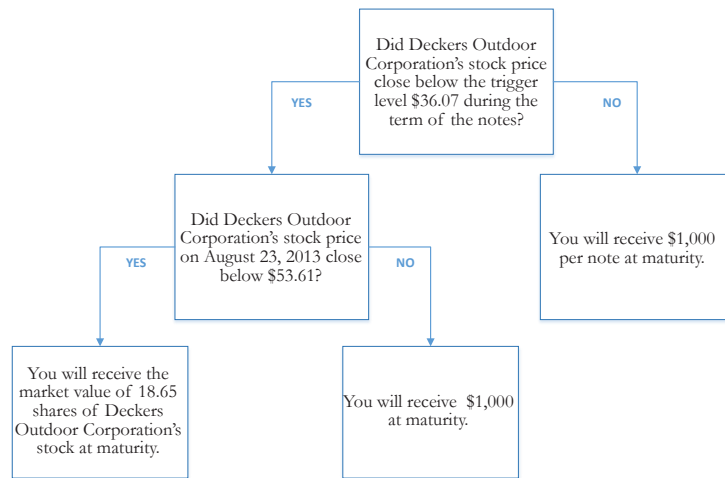 Did Deckers Outdoor
Corporation's stock price
close below the trigger
level $36.07 during the
term of the notes?
YES
NO
Did Deckers Outdoor
Corporation's stock price
on August 23, 2013 close
below $53.61?
You will receive $1,000
per note at maturity.
YES
NO
You will receive the
market value of 18.65
shares of Deckers
Outdoor Corporation's
stock at maturity.
You will receive $1,000
at maturity.